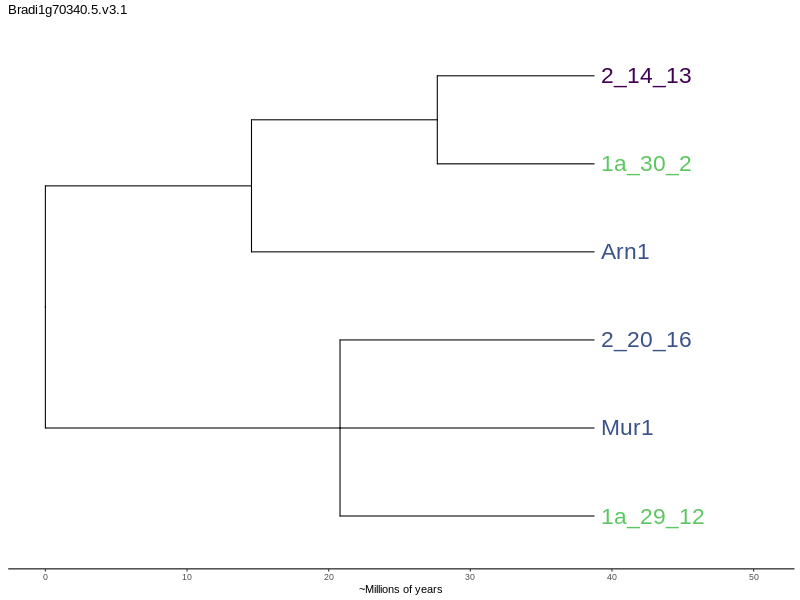 Bradi1g70340.5.v3.1
2_14_13
1a_30_2
Arn1
2_20_16
Mur1
1a_29_12
0 10 20 30 40 50
~Millions of years